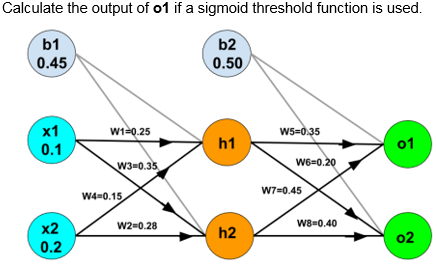 Calculate the output of o1 if a sigmoid threshold function is used.
b1
0.45
b2
0.50
x1
0.1
W1=0.25
h1
W5=0.35
o1
W3=0.35
W6=0.20
W4=0.15
W7=0.45
x2
0.2
W2=0.28
h2
W8=0.40
o2